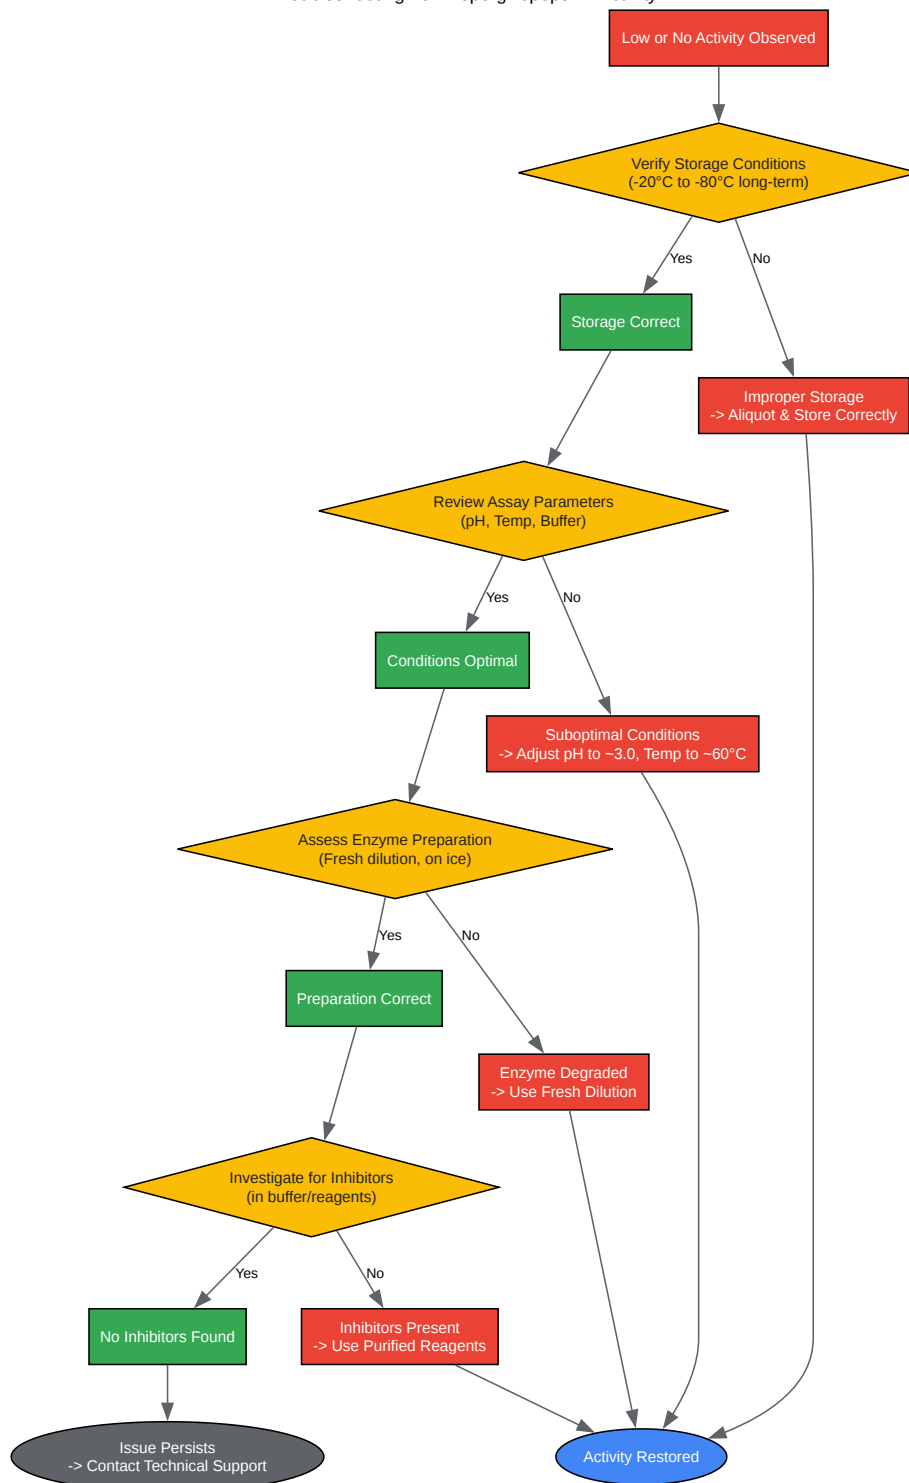 Low or No Activity Observed
Verify Storage Conditions
(-20°C to -80°C long-term)
Yes
No
Storage Correct
Improper Storage
-> Aliquot & Store Correctly
Review Assay Parameters
(pH, Temp, Buffer)
Yes
No
Conditions Optimal
Suboptimal Conditions
-> Adjust pH to ~3.0, Temp to ~60°C
Assess Enzyme Preparation
(Fresh dilution, on ice)
Yes
No
Preparation Correct
Enzyme Degraded
-> Use Fresh Dilution
Investigate for Inhibitors
(in buffer/reagents)
Yes
No
No Inhibitors Found
Inhibitors Present
-> Use Purified Reagents
Issue Persists
-> Contact Technical Support
Activity Restored